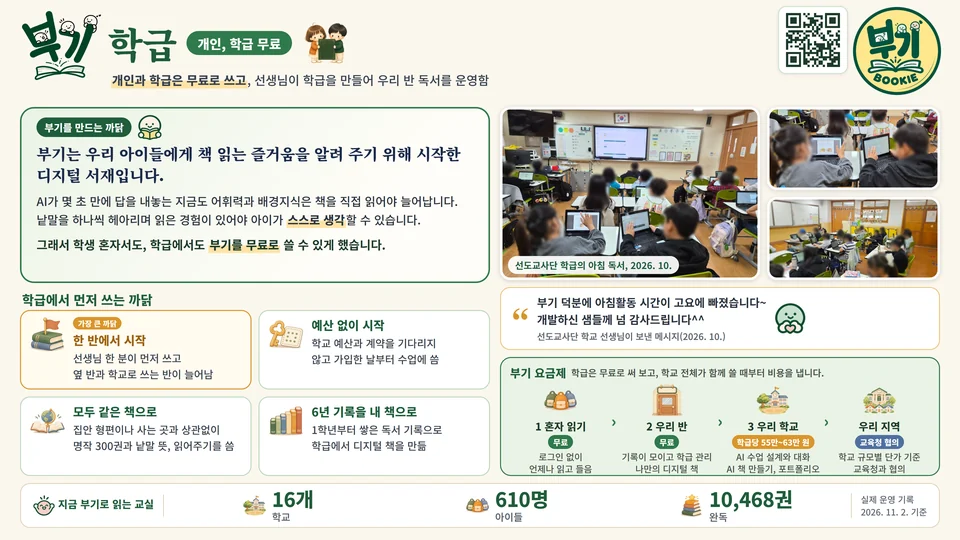 부기 학급 개인, 학급 무료
개인과 학급은 무료로 쓰고, 선생님이 학급을 만들어 우리 반 독서를 운영함
부기
BOOKIE
부기를 만드는 까닭
부기는 우리 아이들에게 책 읽는 즐거움을 알려 주기 위해 시작한
디지털 서재입니다.
AI가 몇 초 만에 답을 내놓는 지금도 어휘력과 배경지식은 책을 직접 읽어야 늘어납니다.
낱말을 하나씩 헤아리며 읽은 경험이 있어야 아이가 스스로 생각할 수 있습니다.
그래서 학생 혼자서도, 학급에서도 부기를 무료로 쓸 수 있게 했습니다.
선도교사단 학급의 아침 독서, 2026. 10.
학급에서 먼저 쓰는 까닭
가장 큰 까닭
한 반에서 시작
선생님 한 분이 먼저 쓰고
옆 반과 학교로 쓰는 반이 늘어남
예산 없이 시작
학교 예산과 계약을 기다리지
않고 가입한 날부터 수업에 씀
모두 같은 책으로
집안 형편이나 사는 곳과 상관없이
명작 300권과 낱말 뜻, 읽어주기를 씀
6년 기록을 내 책으로
1학년부터 쌓은 독서 기록으로
학급에서 디지털 책을 만듦
“
부기 덕분에 아침활동 시간이 고요에 빠졌습니다~
개발하신 샘들께 넘 감사드립니다^^
선도교사단 학교 선생님이 보낸 메시지(2026. 10.)
부기 요금제 학급은 무료로 써 보고, 학교 전체가 함께 쓸 때부터 비용을 냅니다.
1 혼자 읽기
무료
로그인 없이
언제나 읽고 들음
›
2 우리 반
무료
기록이 모이고 학급 관리
나만의 디지털 책
›
3 우리 학교
학급당 55만~63만 원
AI 수업 설계와 대화
AI 책 만들기, 포트폴리오
›
우리 지역
교육청 협의
학교 규모별 단가 기준
교육청과 협의
지금 부기로 읽는 교실
16개
학교
610명
아이들
10,468권
완독
실제 운영 기록
2026. 11. 2. 기준